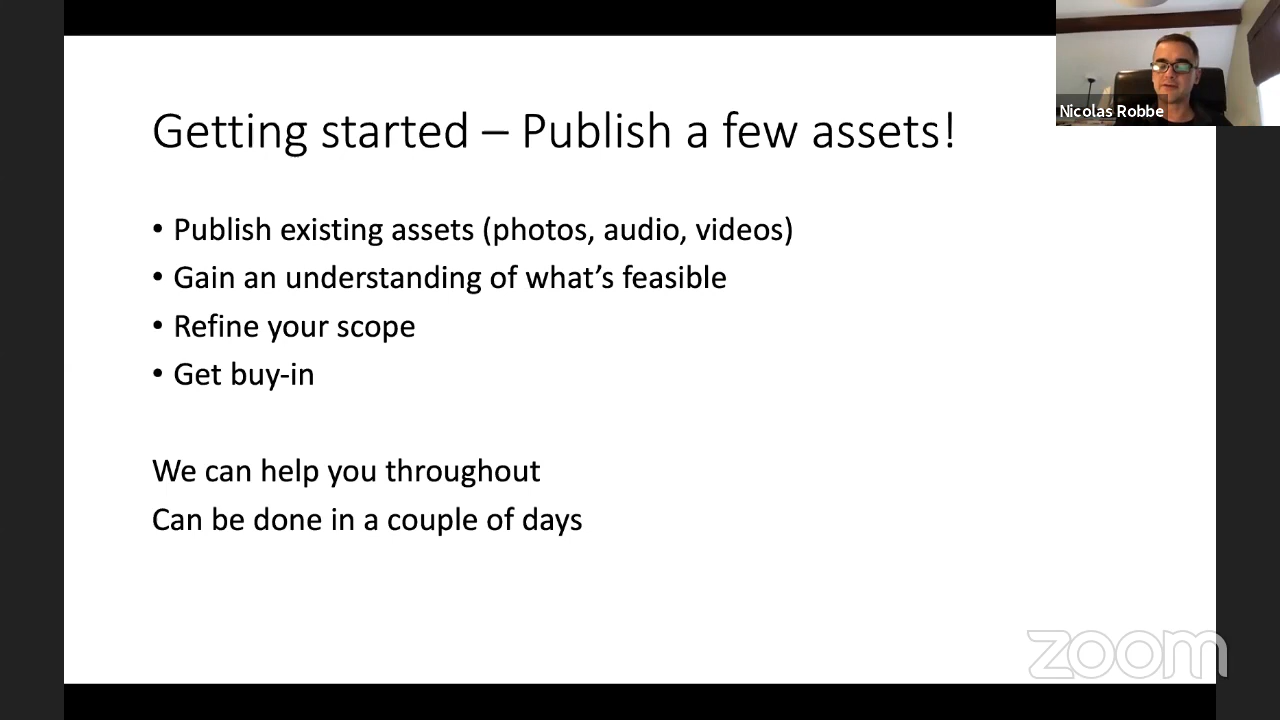 Getting started – Publish a few assets!
• Publish existing assets (photos, audio, videos)
• Gain an understanding of what’s feasible
• Refine your scope
• Get buy-in
We can help you throughout
Can be done in a couple of days
Nicolas Robbe
zoom